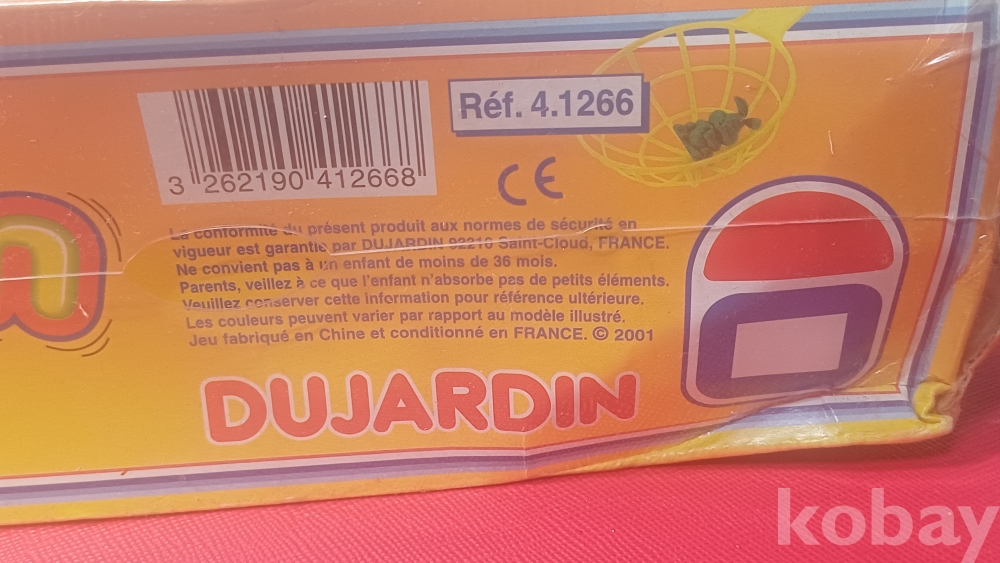 Réf. 4.1266
3 262190 412668
CE
La conformité du présent produit aux normes de sécurité en
vigueur est garantie par DUJARDIN 92210 Saint-Cloud, FRANCE.
Ne convient pas à un enfant de moins de 36 mois.
Parents, veillez à ce que l'enfant n'absorbe pas de petits éléments.
Veuillez conserver cette information pour référence ultérieure.
Les couleurs peuvent varier par rapport au modèle illustré.
Jeu fabriqué en Chine et conditionné en FRANCE. © 2001
DUJARDIN
kobay